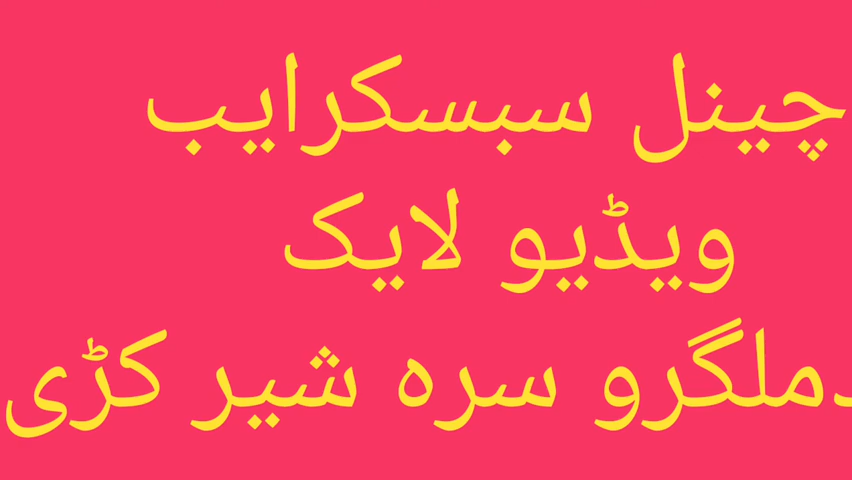 چینل سبسکرایب
ویڈیو لایک
دملگرو سره شیر کڑی